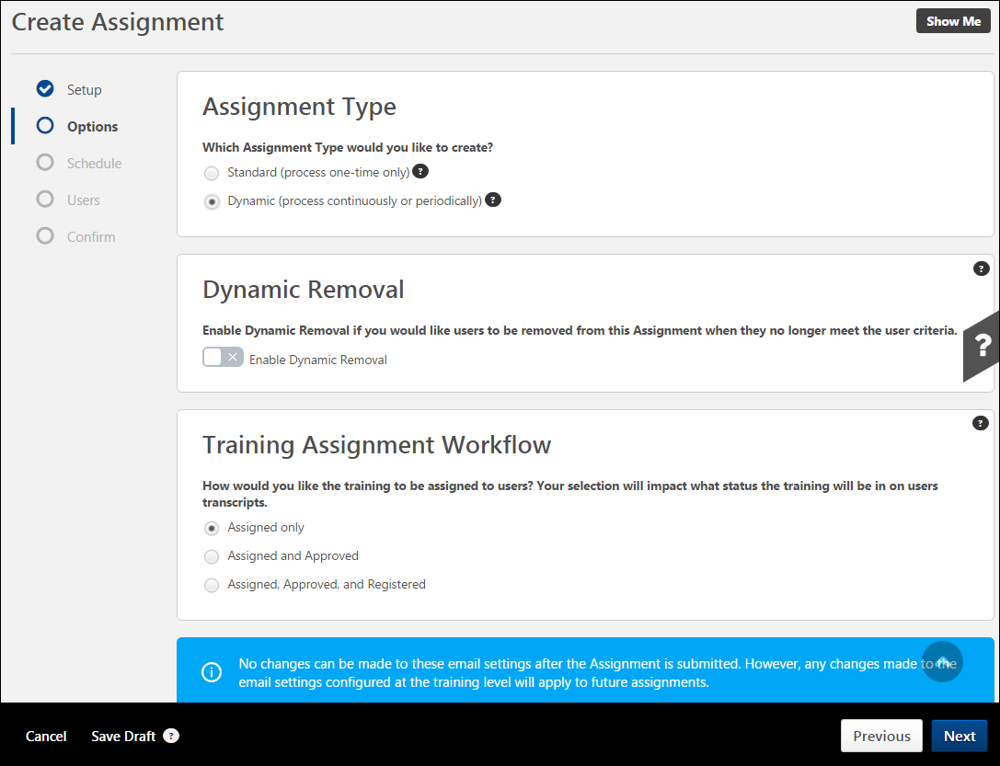 Create Assignment
Show Me
Setup
Options
Schedule
Users
Confirm
Assignment Type
Which Assignment Type would you like to create?
Standard (process one-time only) ?
Dynamic (process continuously or periodically) ?
?
Dynamic Removal
Enable Dynamic Removal if you would like users to be removed from this Assignment when they no longer meet the user criteria.
Enable Dynamic Removal
?
?
Training Assignment Workflow
How would you like the training to be assigned to users? Your selection will impact what status the training will be in on users
transcripts.
Assigned only
Assigned and Approved
Assigned, Approved, and Registered
No changes can be made to these email settings after the Assignment is submitted. However, any changes made to the
email settings configured at the training level will apply to future assignments.
Cancel
Save Draft ?
Previous
Next